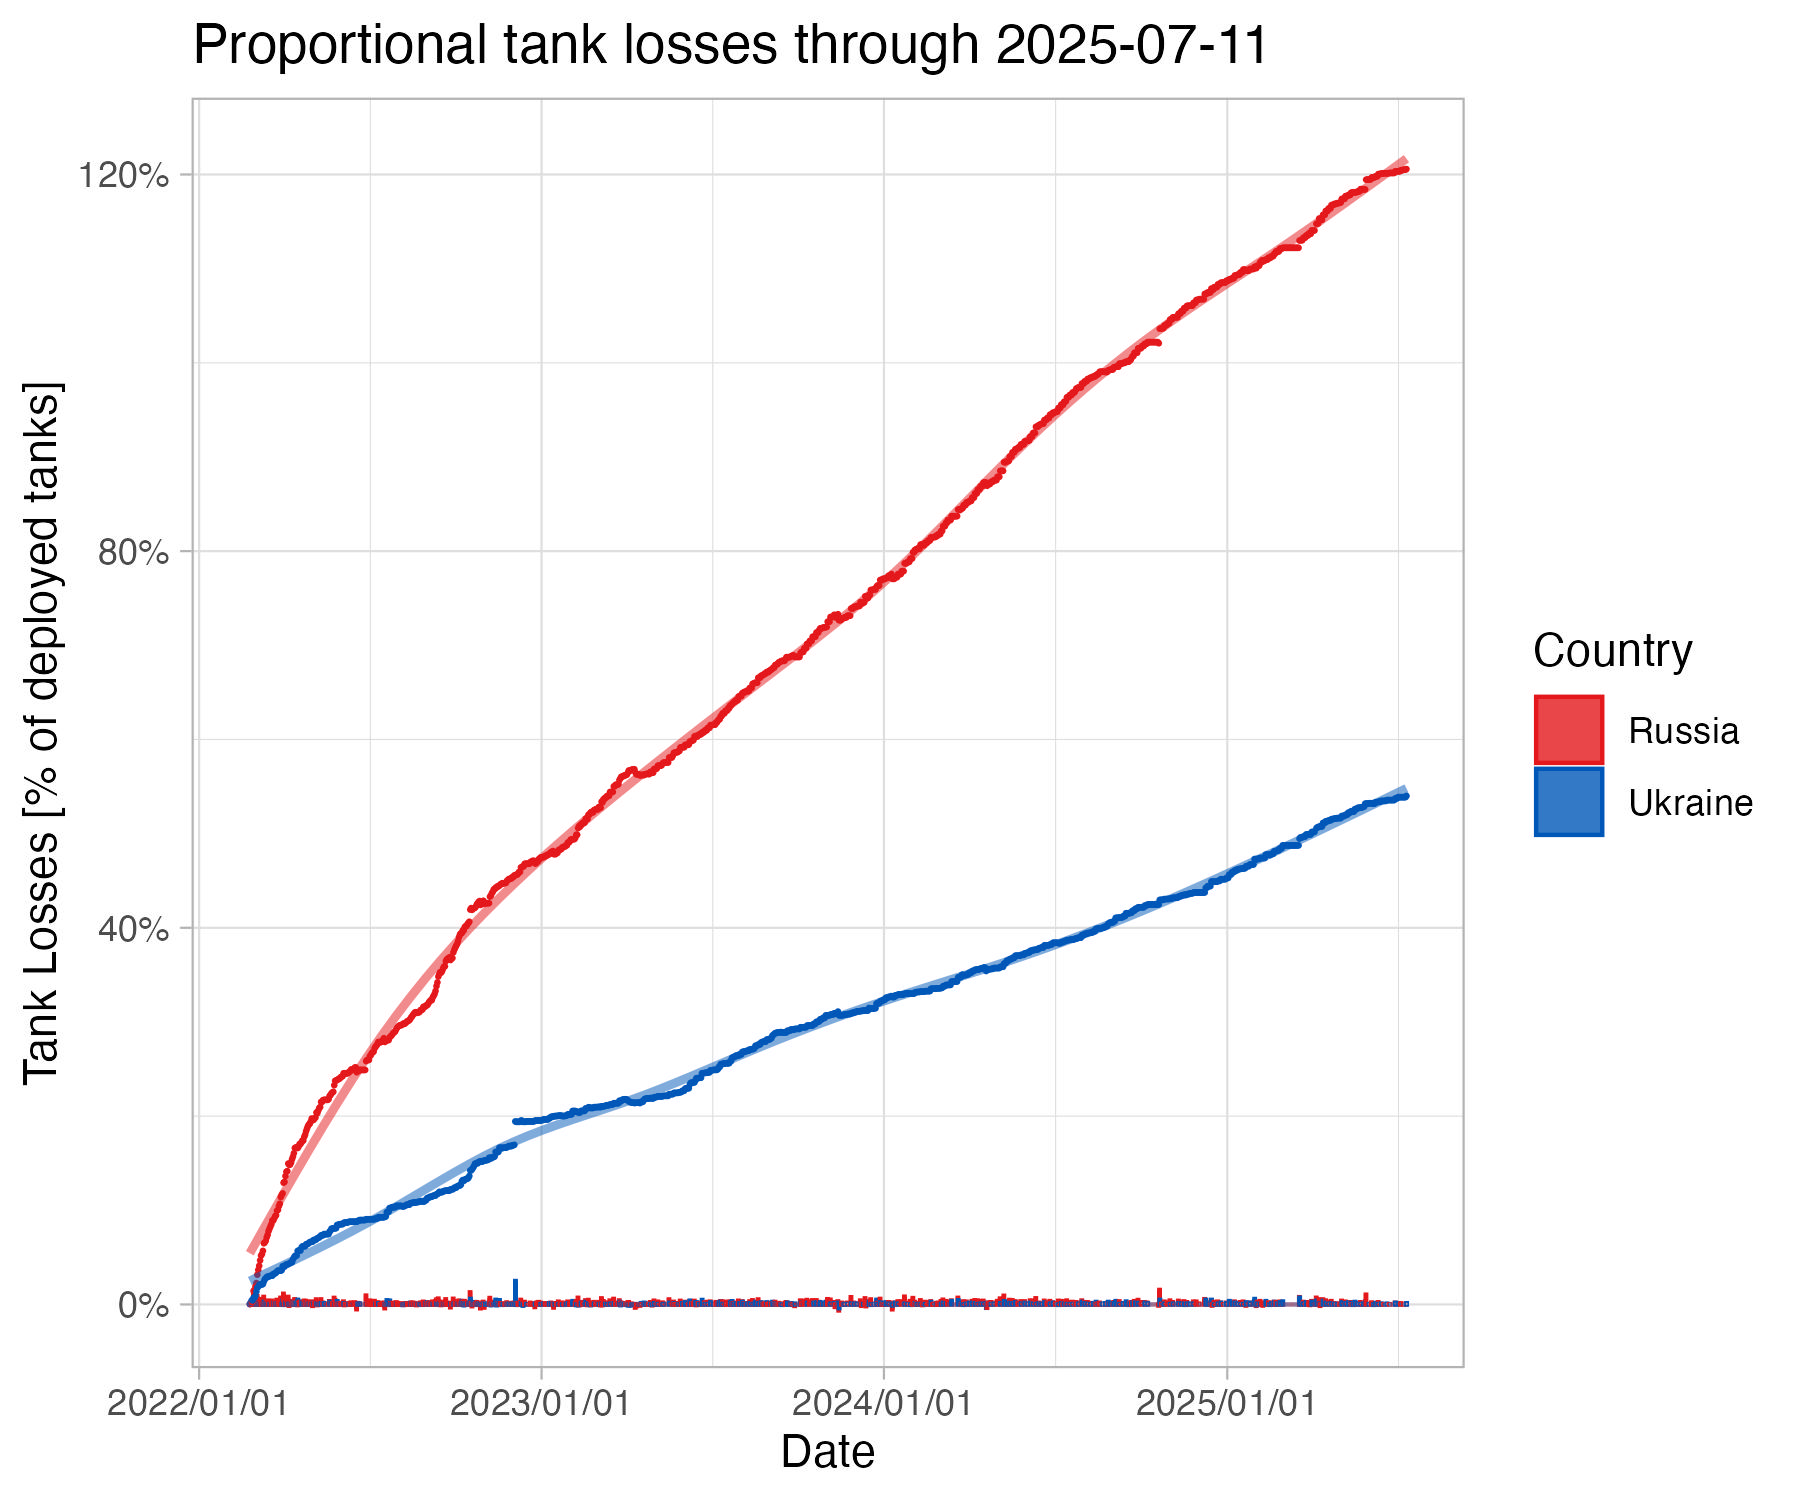 Proportional tank losses through 2025-07-11
Tank Losses [% of deployed tanks]
120%
80%
40%
0%
2022/01/01
2023/01/01
2024/01/01
2025/01/01
Date
Country
Russia
Ukraine